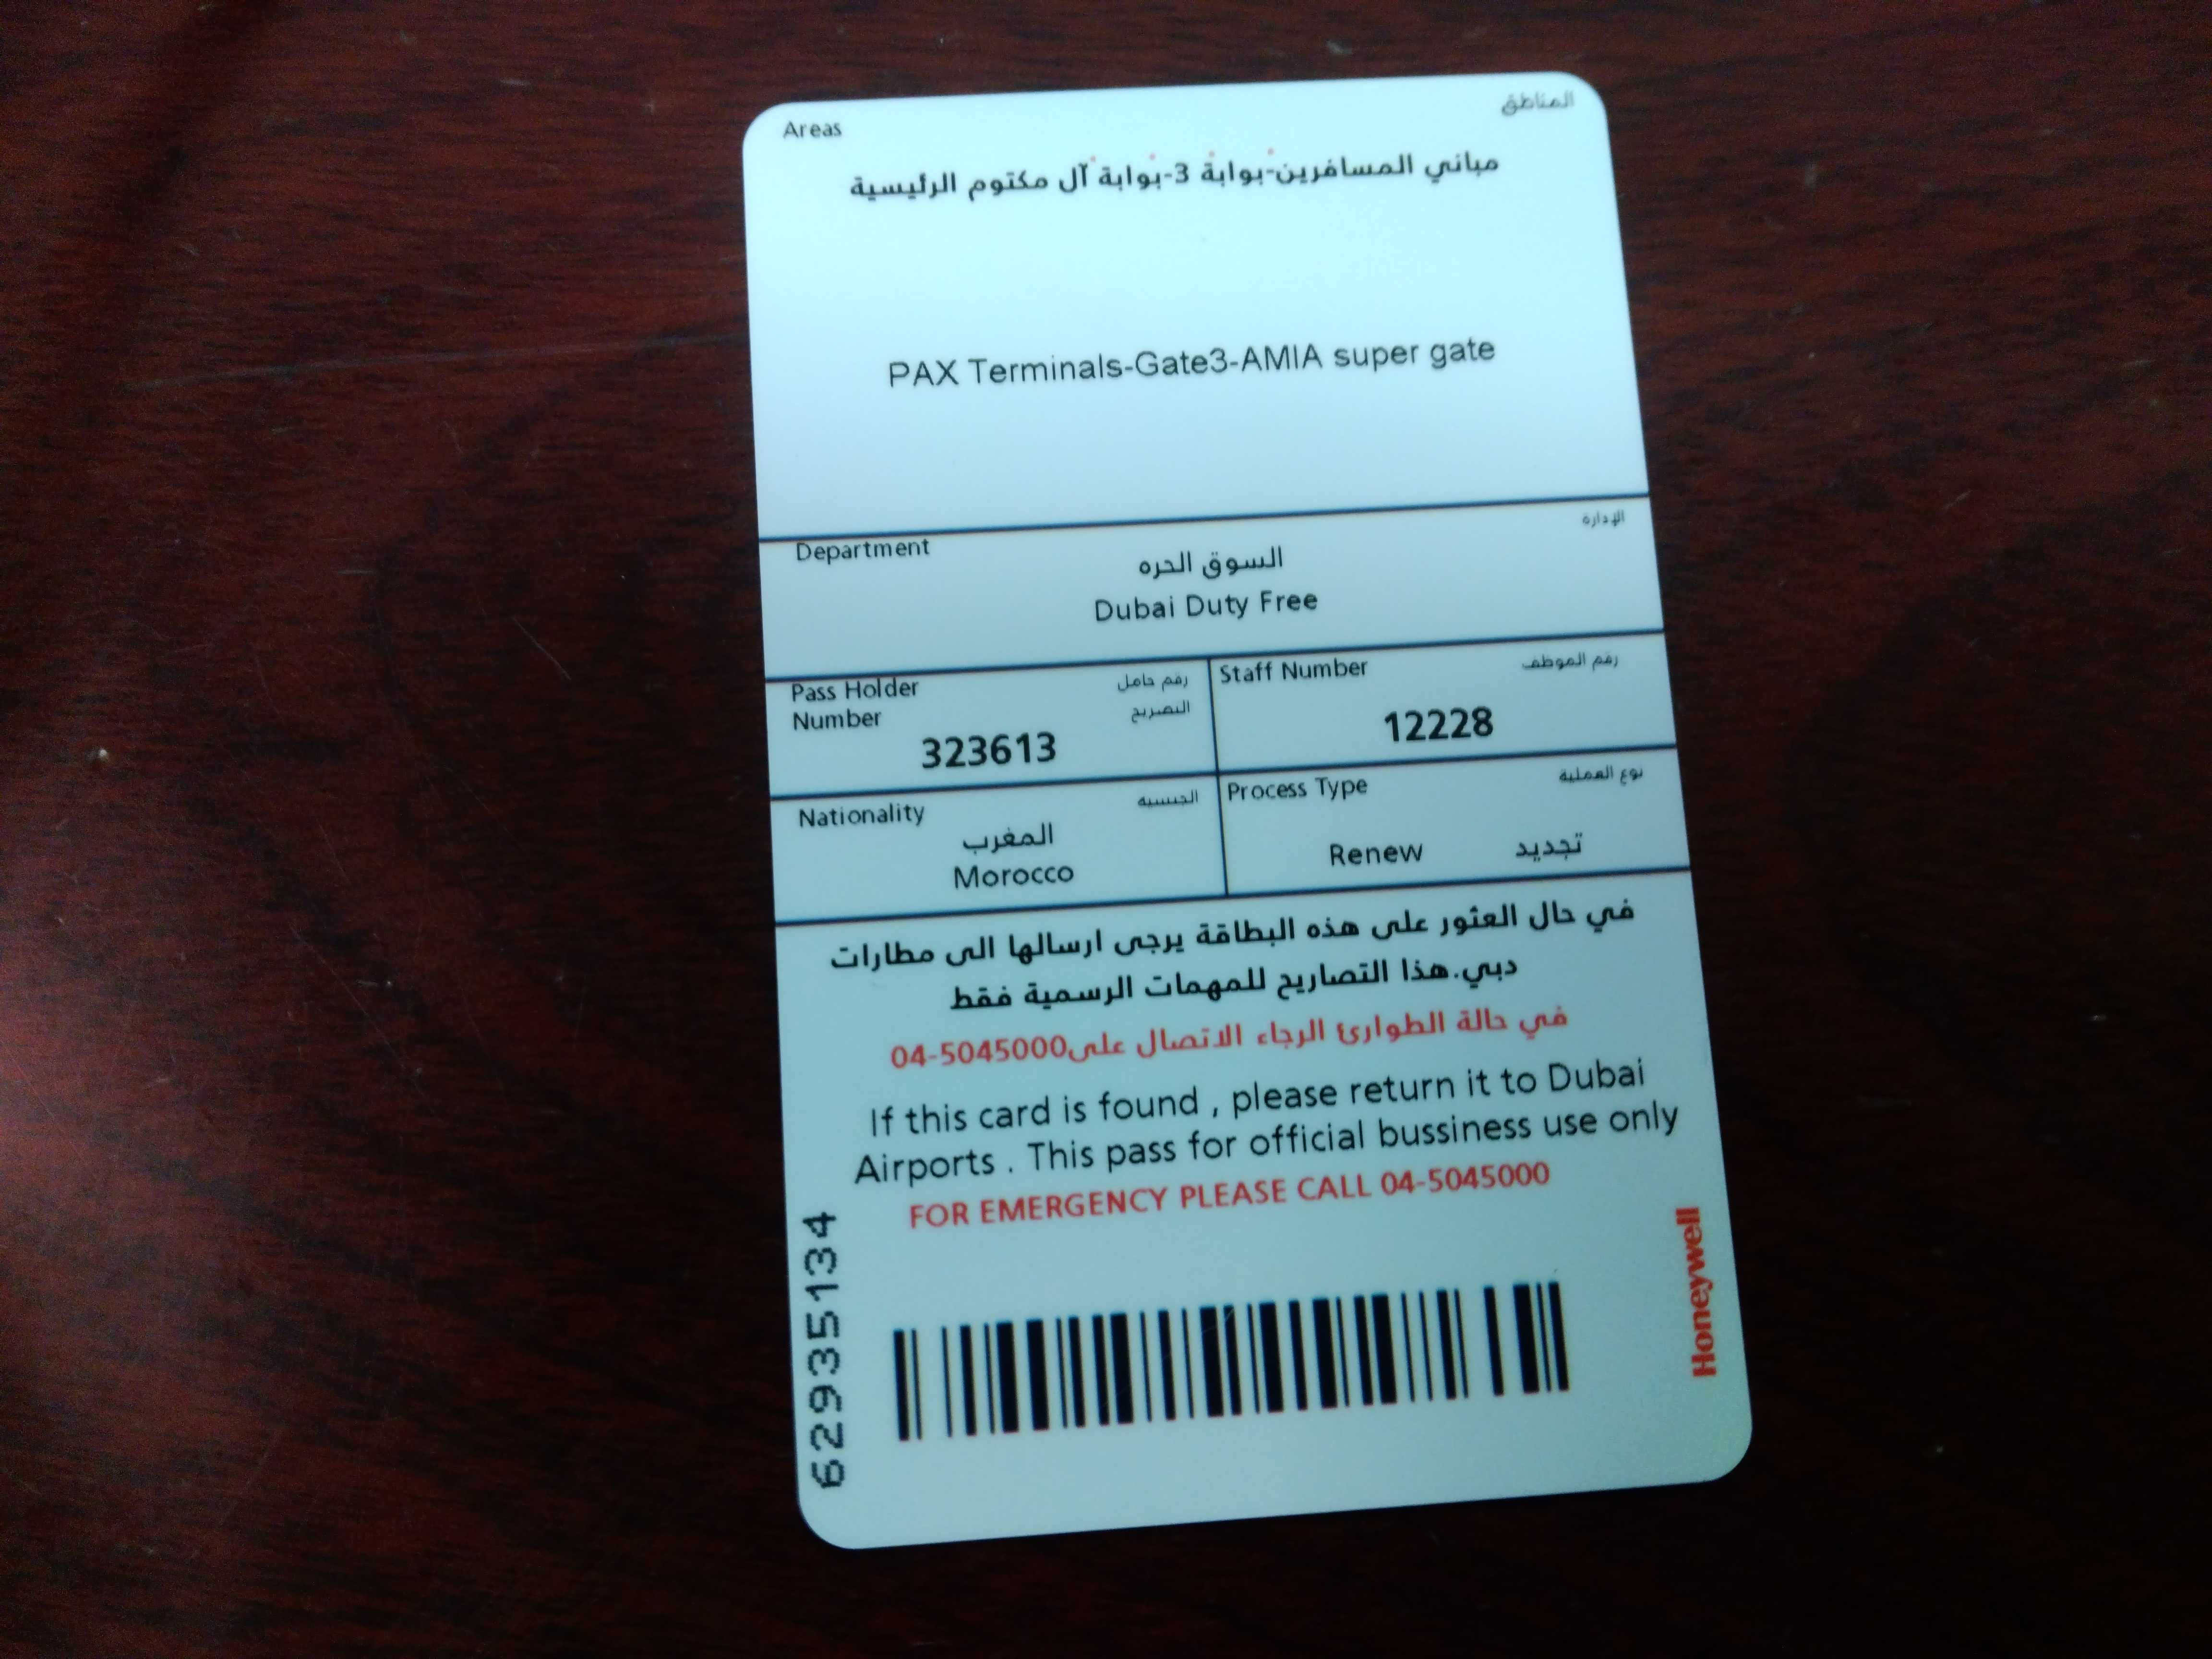 Areas المناطق
مباني المسافرين-بوابة 3-بوابة آل مكتوم الرئيسية
PAX Terminals-Gate3-AMIA super gate
Department الإدارة
السوق الحره
Dubai Duty Free
Pass Holder Number رقم حامل التصريح
323613
Staff Number رقم الموظف
12228
Nationality الجنسية
المغرب
Morocco
Process Type نوع العملية
Renew تجديد
في حال العثور على هذه البطاقة يرجى ارسالها الى مطارات
دبي.هذا التصاريح للمهمات الرسمية فقط
في حالة الطوارئ الرجاء الاتصال على04-5045000
If this card is found , please return it to Dubai
Airports . This pass for official bussiness use only
FOR EMERGENCY PLEASE CALL 04-5045000
62935134
Honeywell